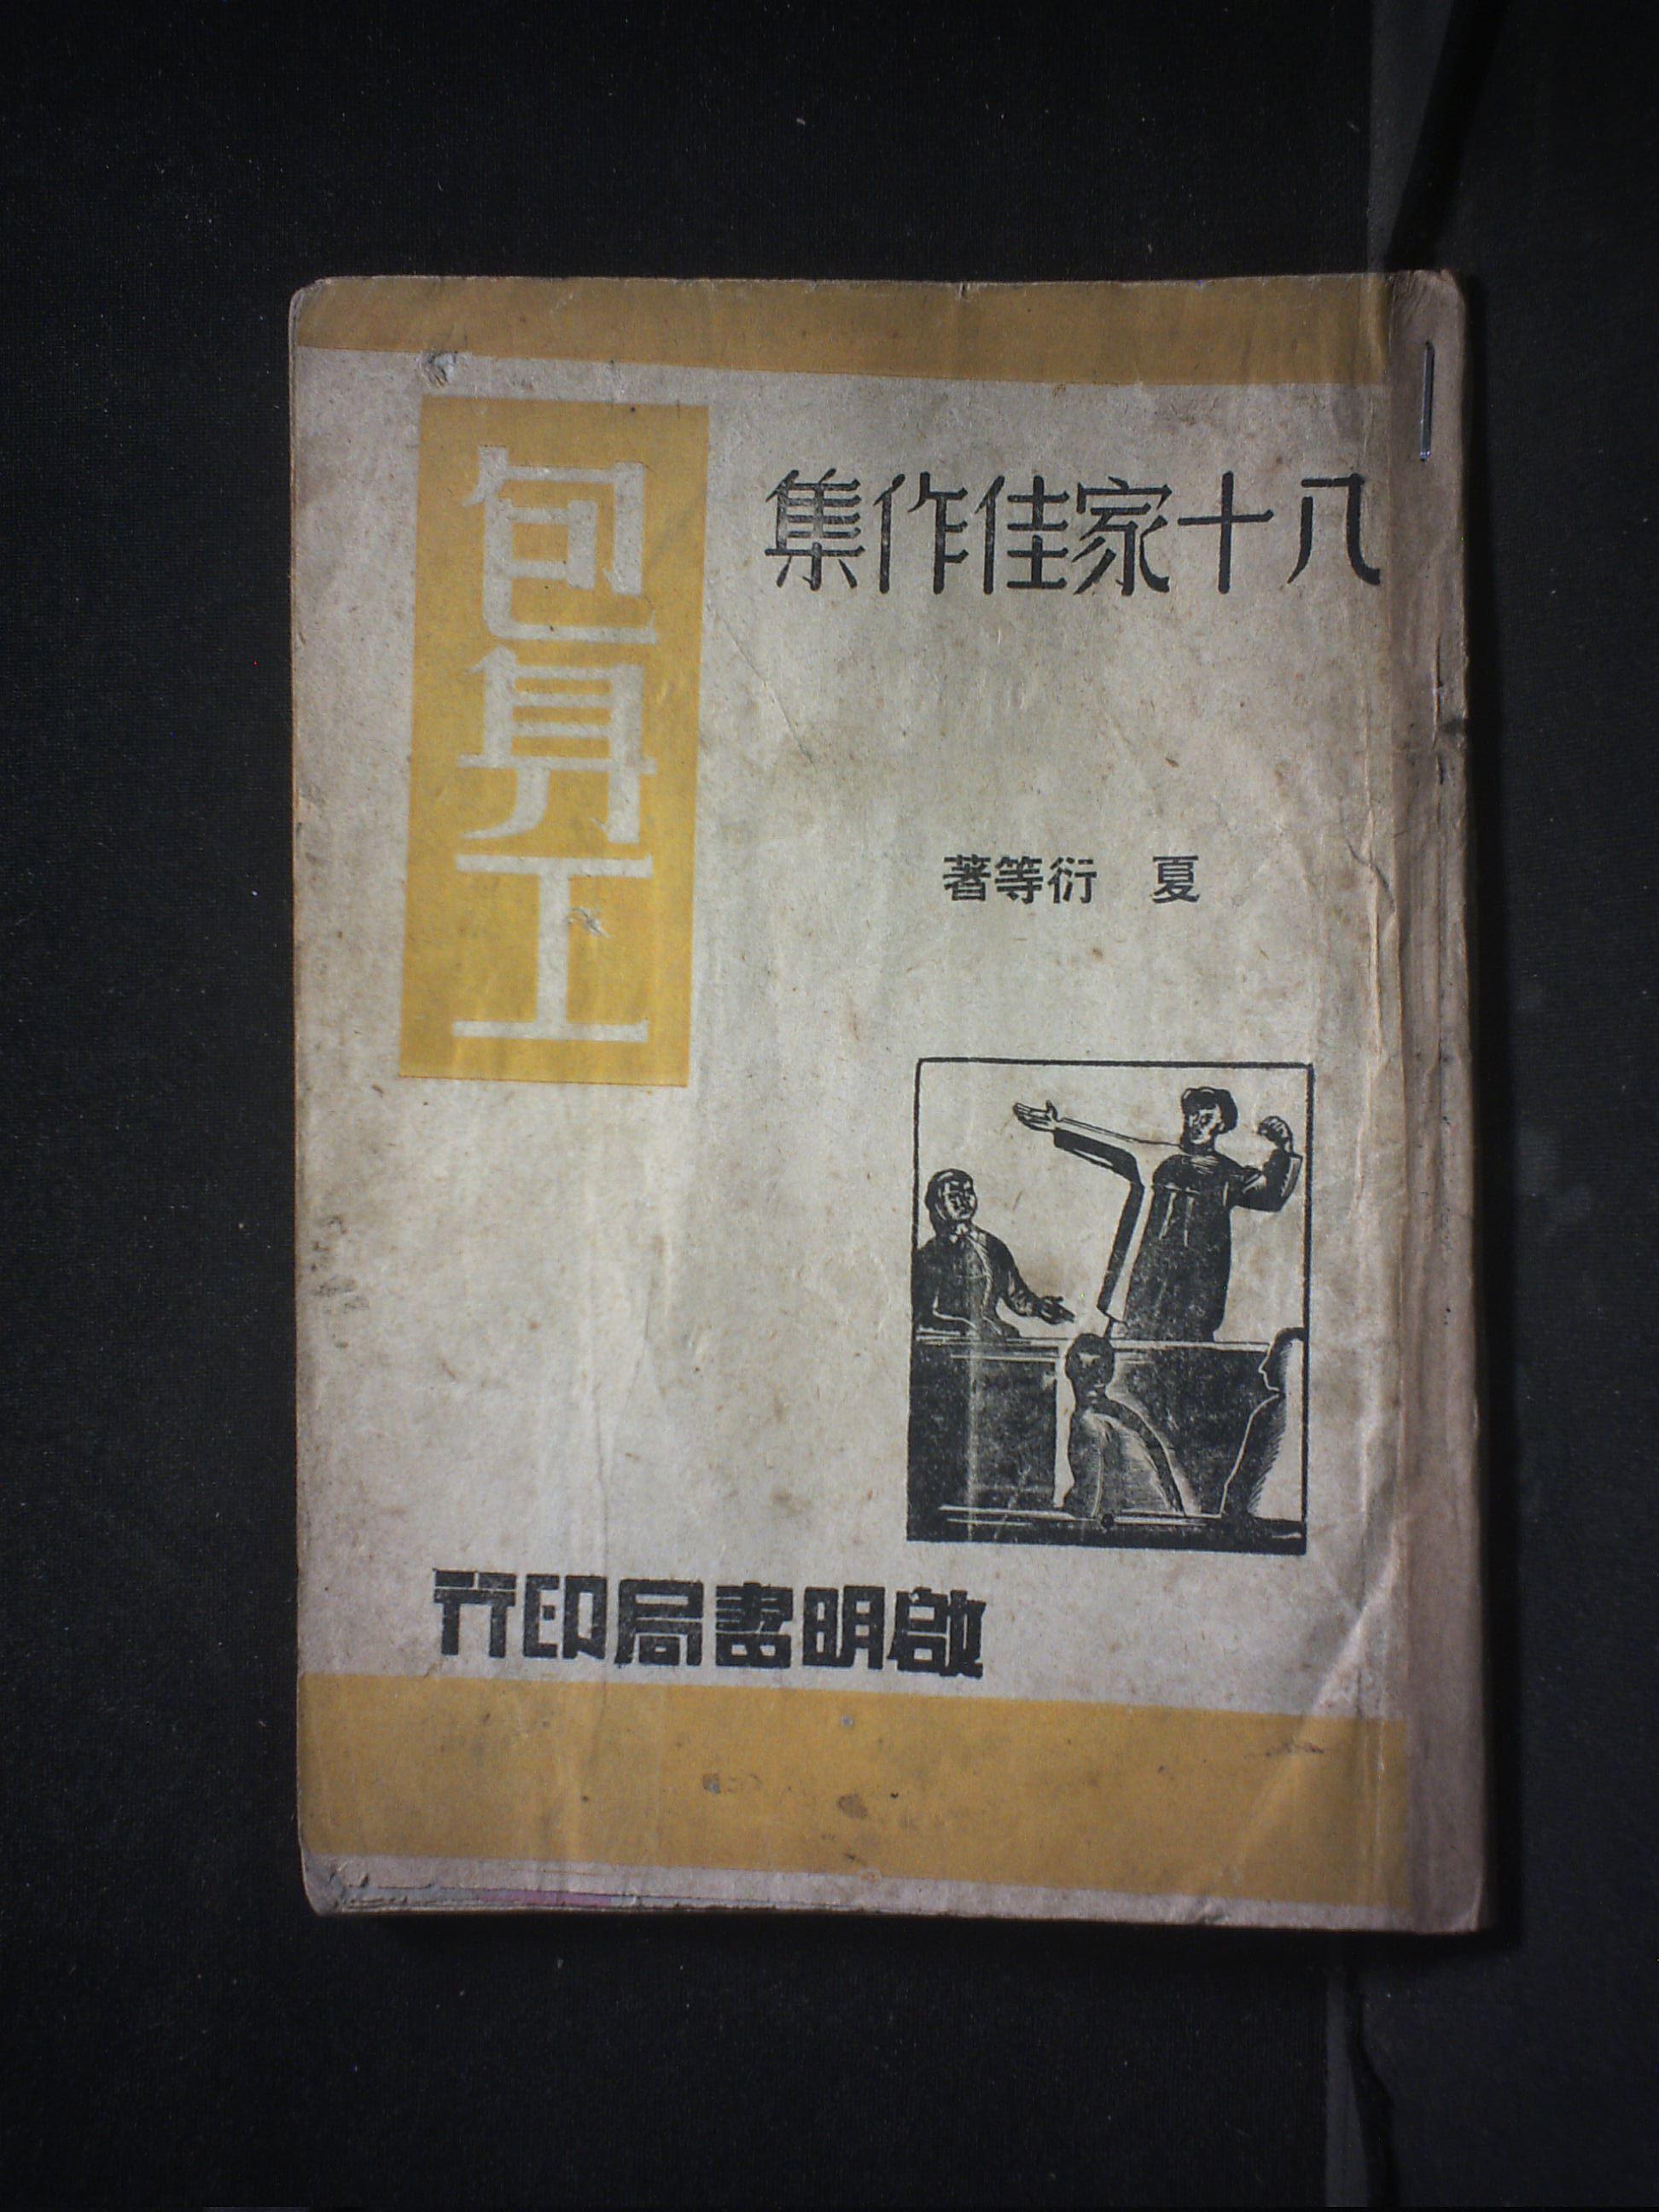 八十家佳作集
包身工
夏 衍等著
啟明書局印行